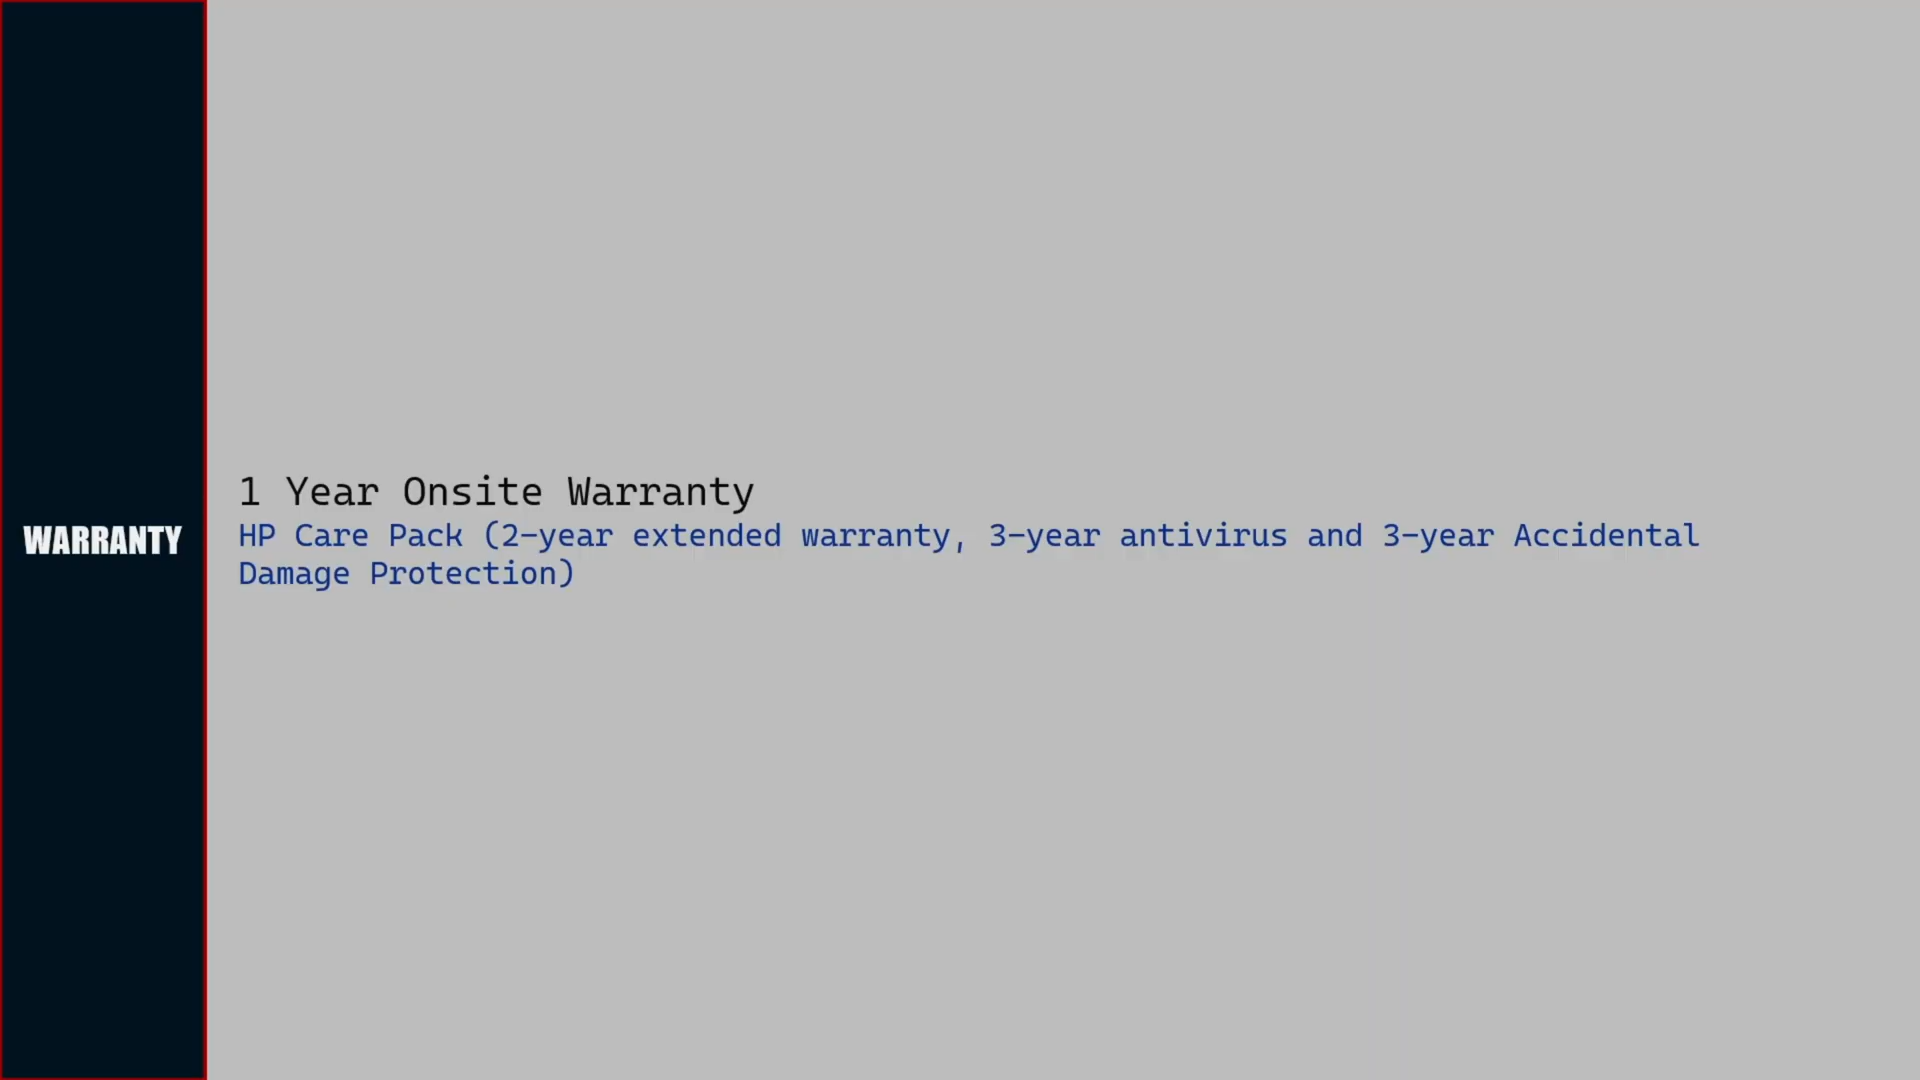 WARRANTY
1 Year Onsite Warranty
HP Care Pack (2-year extended warranty, 3-year antivirus and 3-year Accidental
Damage Protection)